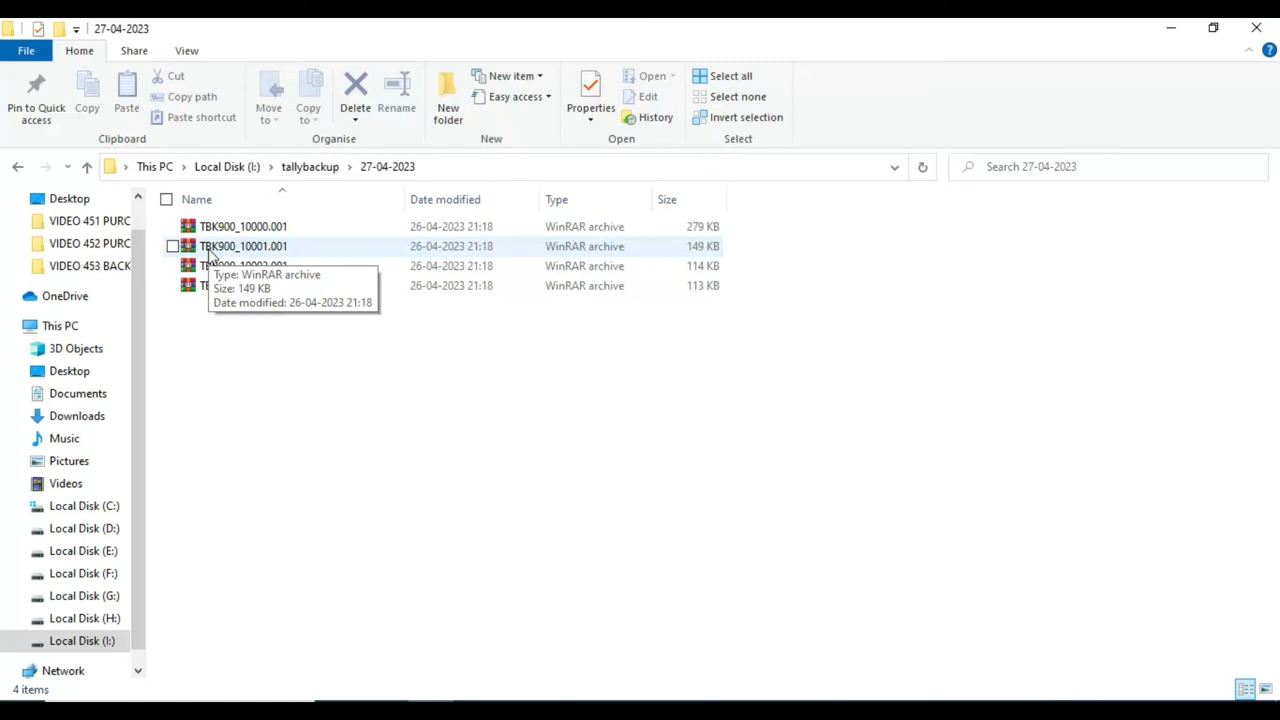 27-04-2023
File Home Share View
Pin to Quick access
Copy
Paste
Cut
Copy path
Paste shortcut
Clipboard
Move to
Copy to
Delete
Rename
Organise
New folder
New item
Easy access
New
Properties
Open
Edit
History
Open
Select all
Select none
Invert selection
Select
This PC > Local Disk (I:) > tallybackup > 27-04-2023
Search 27-04-2023
Name Date modified Type Size
TBK900_10000.001 26-04-2023 21:18 WinRAR archive 279 KB
TBK900_10001.001 26-04-2023 21:18 WinRAR archive 149 KB
26-04-2023 21:18 WinRAR archive 114 KB
26-04-2023 21:18 WinRAR archive 113 KB
Type: WinRAR archive
Size: 149 KB
Date modified: 26-04-2023 21:18
Desktop
VIDEO 451 PURC
VIDEO 452 PURC
VIDEO 453 BACK
OneDrive
This PC
3D Objects
Desktop
Documents
Downloads
Music
Pictures
Videos
Local Disk (C:)
Local Disk (D:)
Local Disk (E:)
Local Disk (F:)
Local Disk (G:)
Local Disk (H:)
Local Disk (I:)
Network
4 items